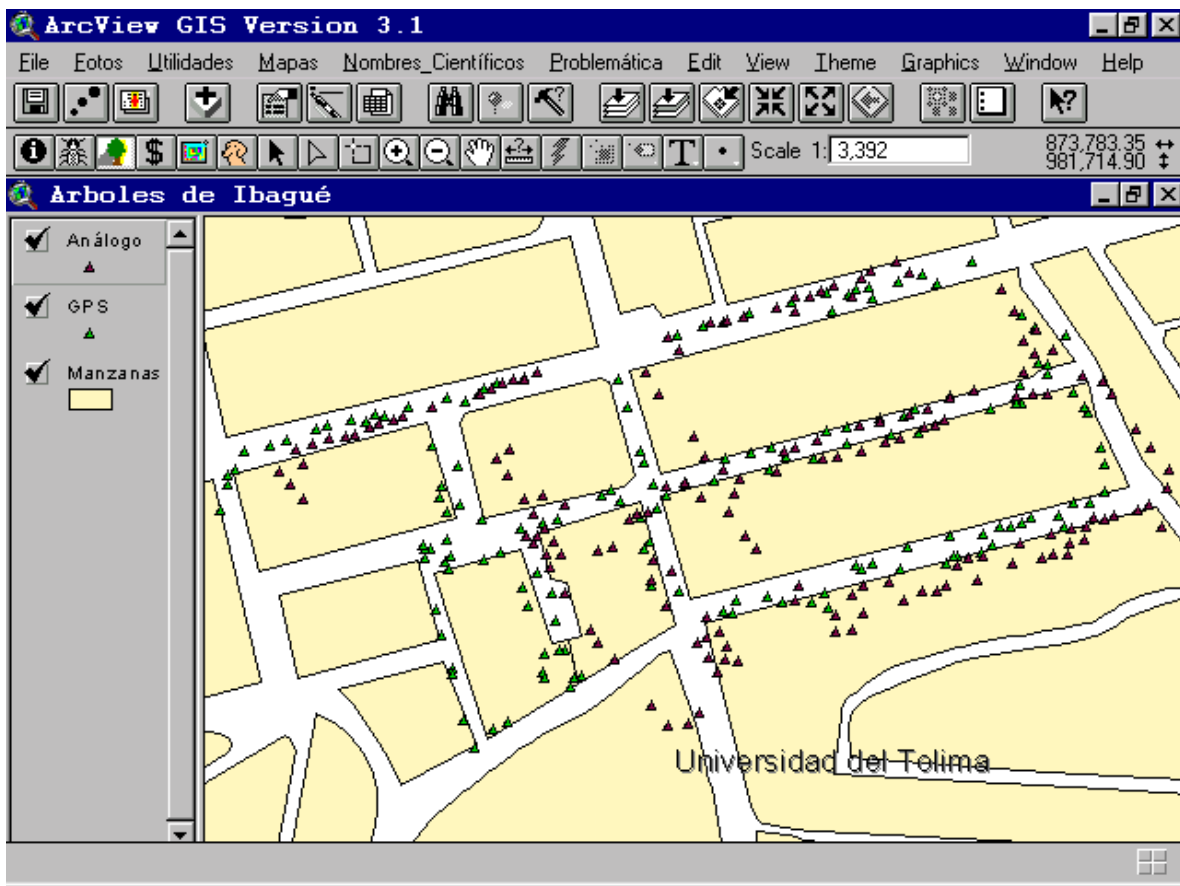 ArcView GIS Version 3.1
File Fotos Utilidades Mapas Nombres_Científicos Problemática Edit View Theme Graphics Window Help
Scale 1: 3,392
873,783.35
981,714.90
Arboles de Ibagué
Análogo
GPS
Manzanas
Universidad del Tolima